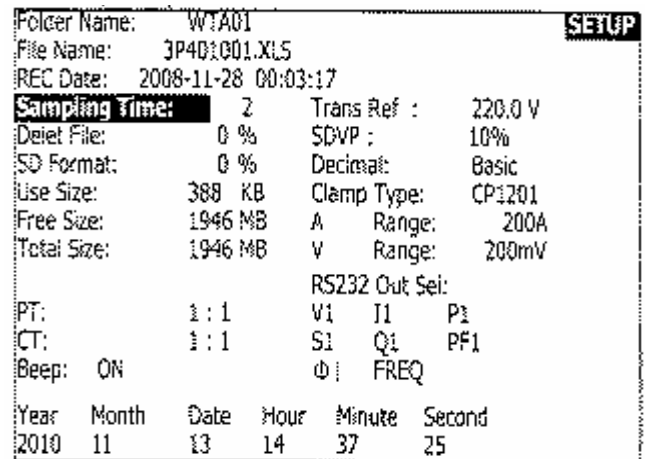 Folder Name: WTA01 SETUP
File Name: 3P4D1001.XLS
REC Date: 2008-11-28 00:03:17
Sampling Time: 2 Trans Ref : 220.0 V
Delet File: 0 % SDVP : 10%
SD Format: 0 % Decimal: Basic
Use Size: 388 KB Clamp Type: CP1201
Free Size: 1946 MB A Range: 200A
Total Size: 1946 MB V Range: 200mV
RS232 Out Sel:
PT: 1 : 1 V1 I1 P1
CT: 1 : 1 S1 Q1 PF1
Beep: ON Φ1 FREQ
Year Month Date Hour Minute Second
2010 11 13 14 37 25